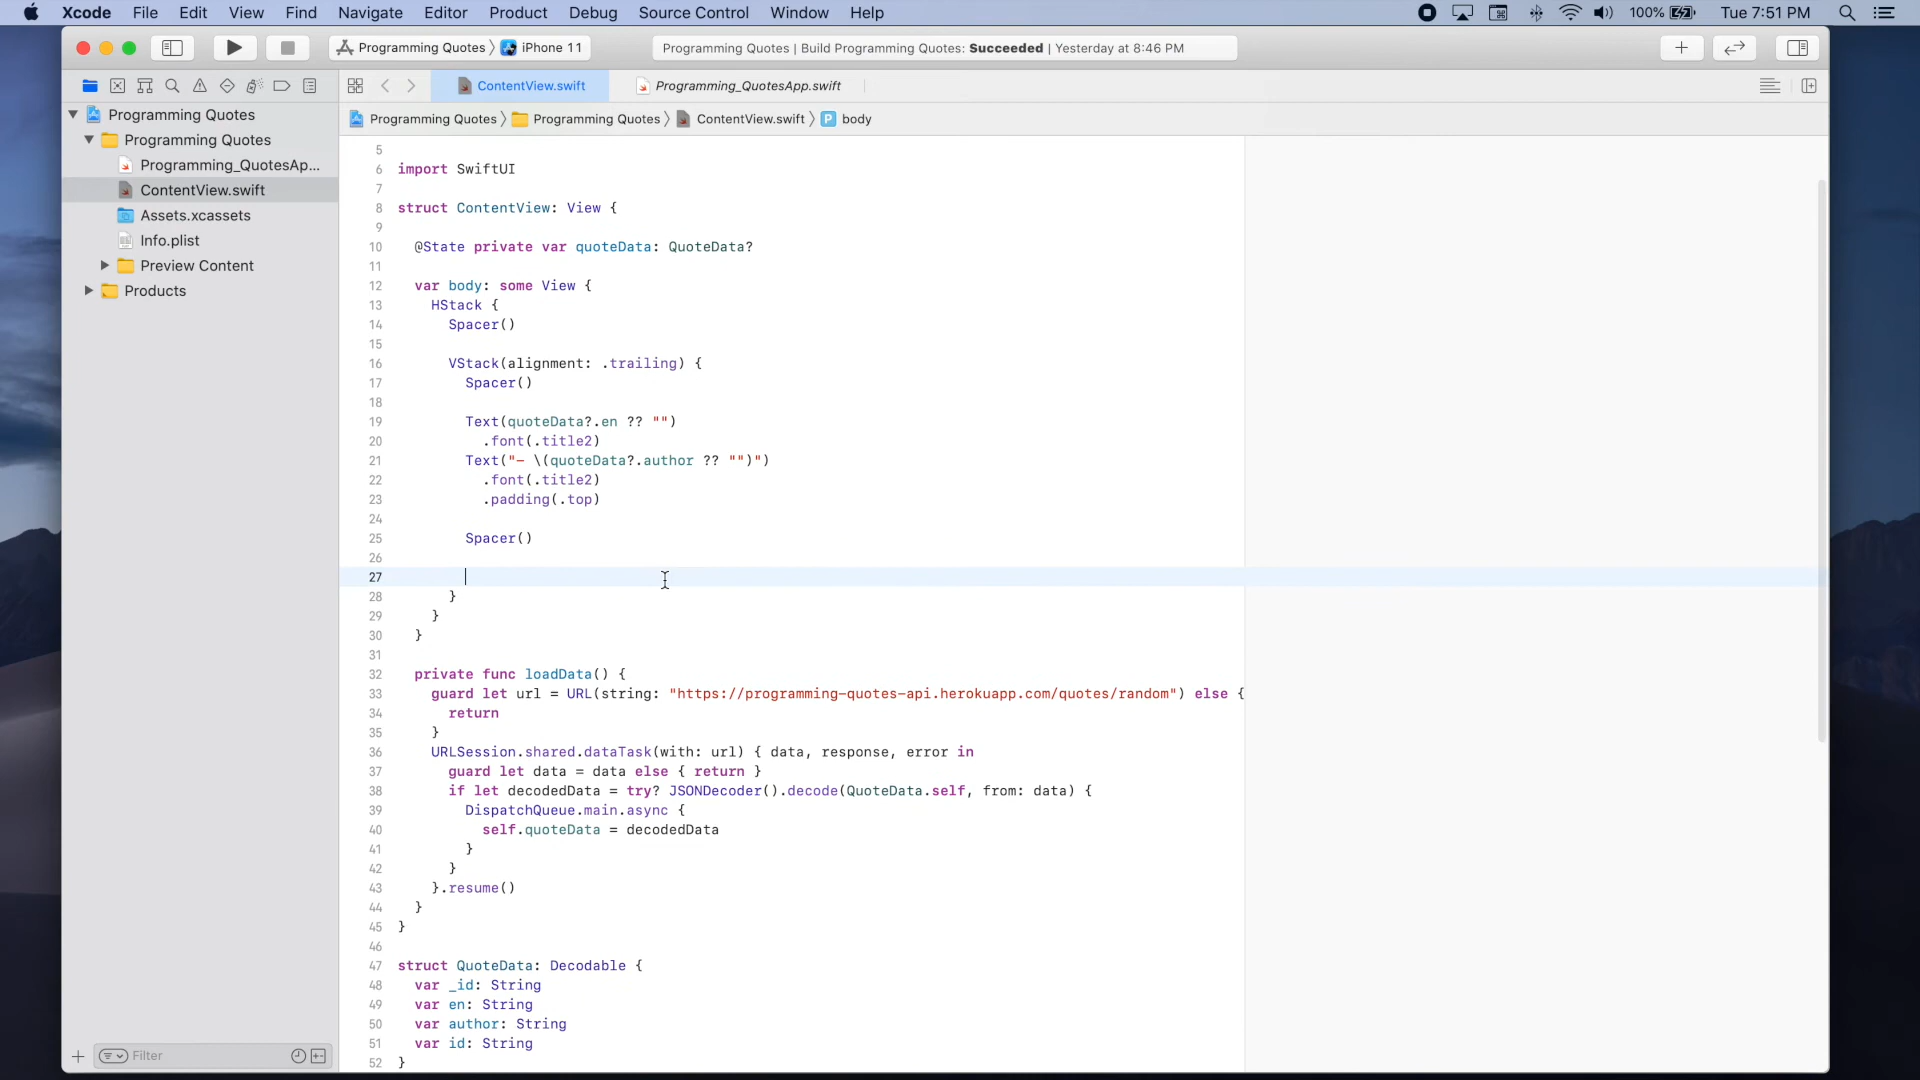 Xcode File Edit View Find Navigate Editor Product Debug Source Control Window Help 100% Tue 7:51 PM
Programming Quotes iPhone 11 Programming Quotes | Build Programming Quotes: Succeeded | Yesterday at 8:46 PM
ContentView.swift Programming_QuotesApp.swift
Programming Quotes Programming Quotes ContentView.swift P body
Programming Quotes
Programming Quotes
Programming_QuotesAp...
ContentView.swift
Assets.xcassets
Info.plist
Preview Content
Products
Filter
5
6 import SwiftUI
7
8 struct ContentView: View {
9
10 @State private var quoteData: QuoteData?
11
12 var body: some View {
13 HStack {
14 Spacer()
15
16 VStack(alignment: .trailing) {
17 Spacer()
18
19 Text(quoteData?.en ?? "")
20 .font(.title2)
21 Text("- \(quoteData?.author ?? "")")
22 .font(.title2)
23 .padding(.top)
24
25 Spacer()
26
27
28 }
29 }
30 }
31
32 private func loadData() {
33 guard let url = URL(string: "https://programming-quotes-api.herokuapp.com/quotes/random") else {
34 return
35 }
36 URLSession.shared.dataTask(with: url) { data, response, error in
37 guard let data = data else { return }
38 if let decodedData = try? JSONDecoder().decode(QuoteData.self, from: data) {
39 DispatchQueue.main.async {
40 self.quoteData = decodedData
41 }
42 }
43 }.resume()
44 }
45 }
46
47 struct QuoteData: Decodable {
48 var _id: String
49 var en: String
50 var author: String
51 var id: String
52 }